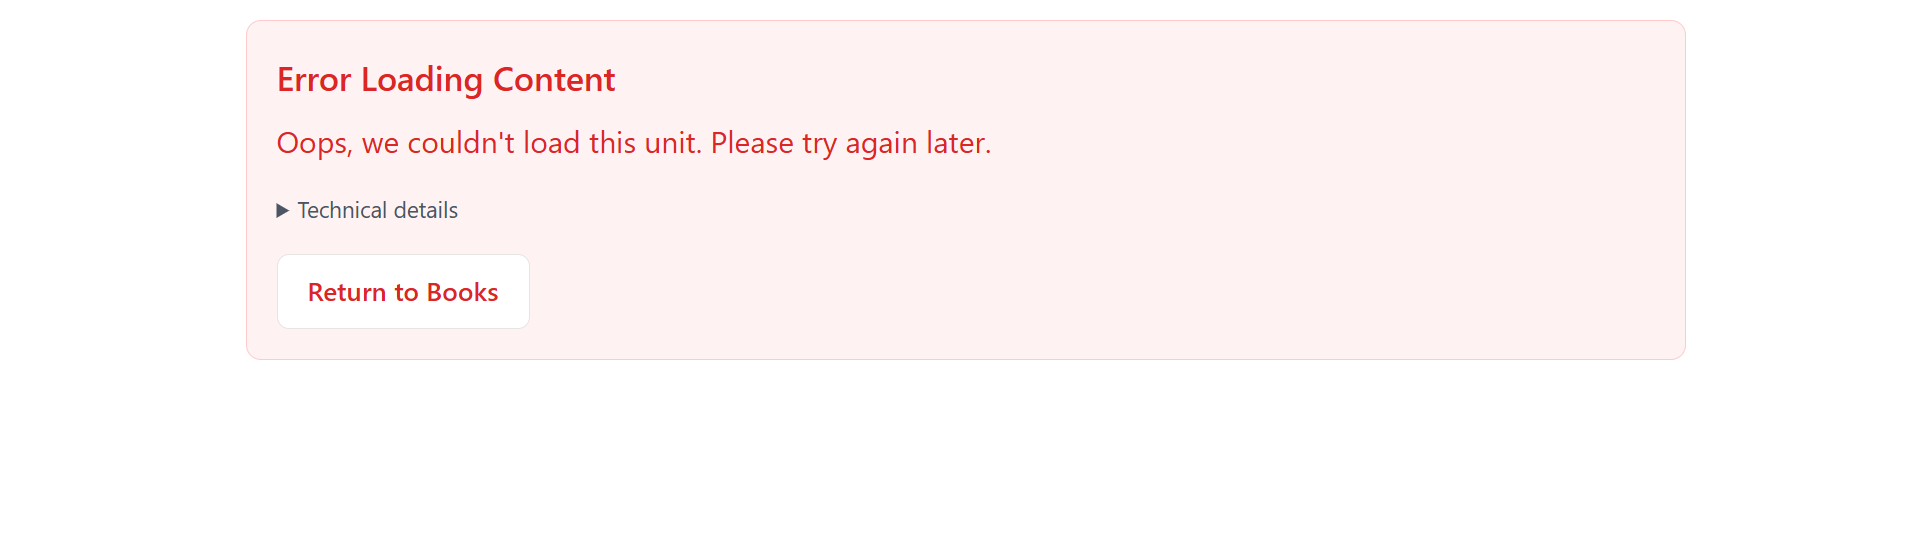 Error Loading Content
Oops, we couldn't load this unit. Please try again later.
Technical details
Return to Books